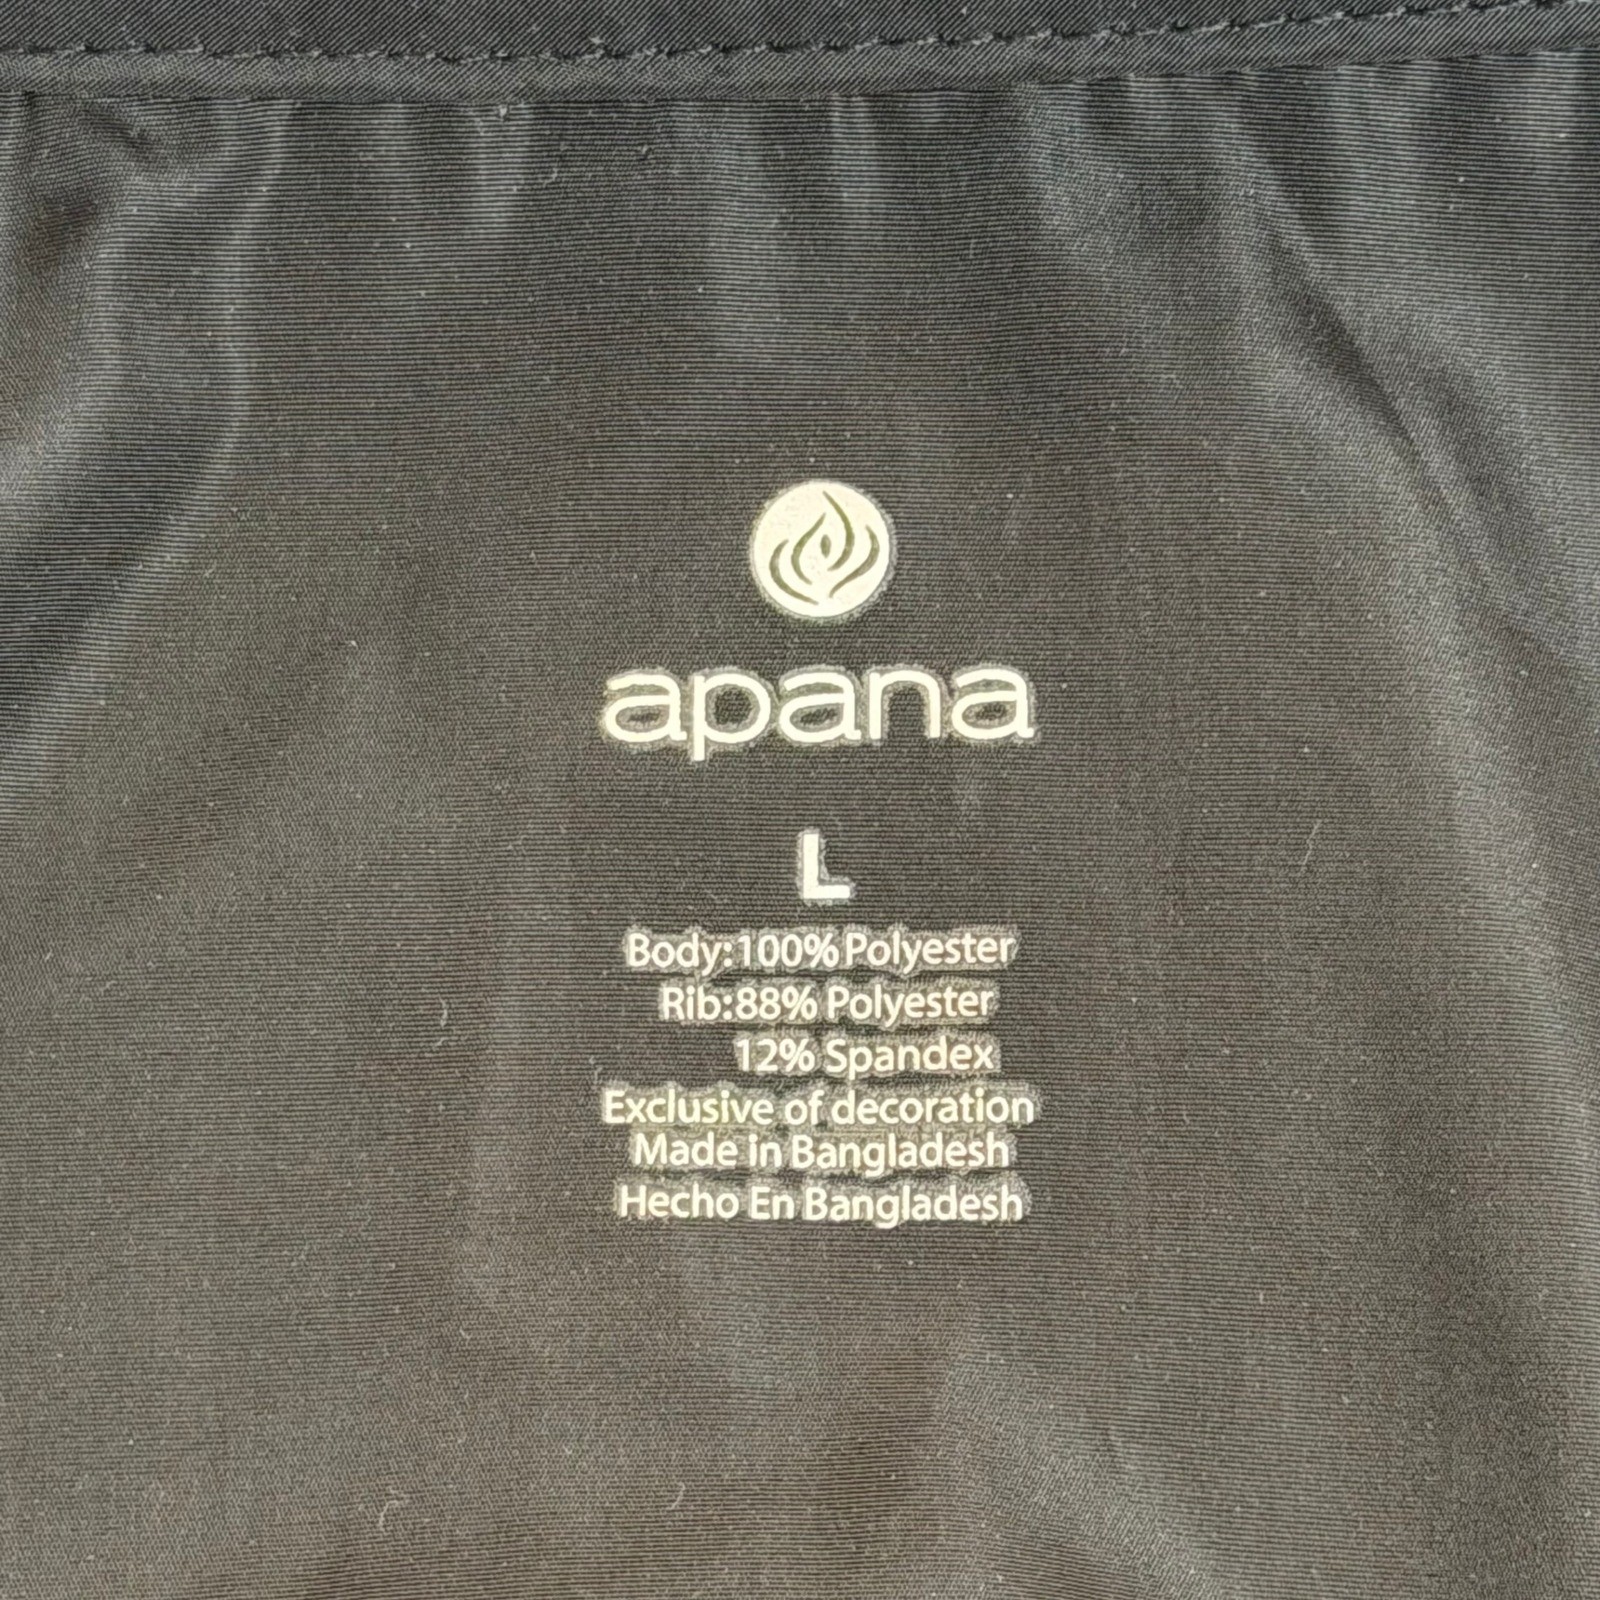 apana
L
Body:100% Polyester
Rib:88% Polyester
12% Spandex
Exclusive of decoration
Made in Bangladesh
Hecho En Bangladesh